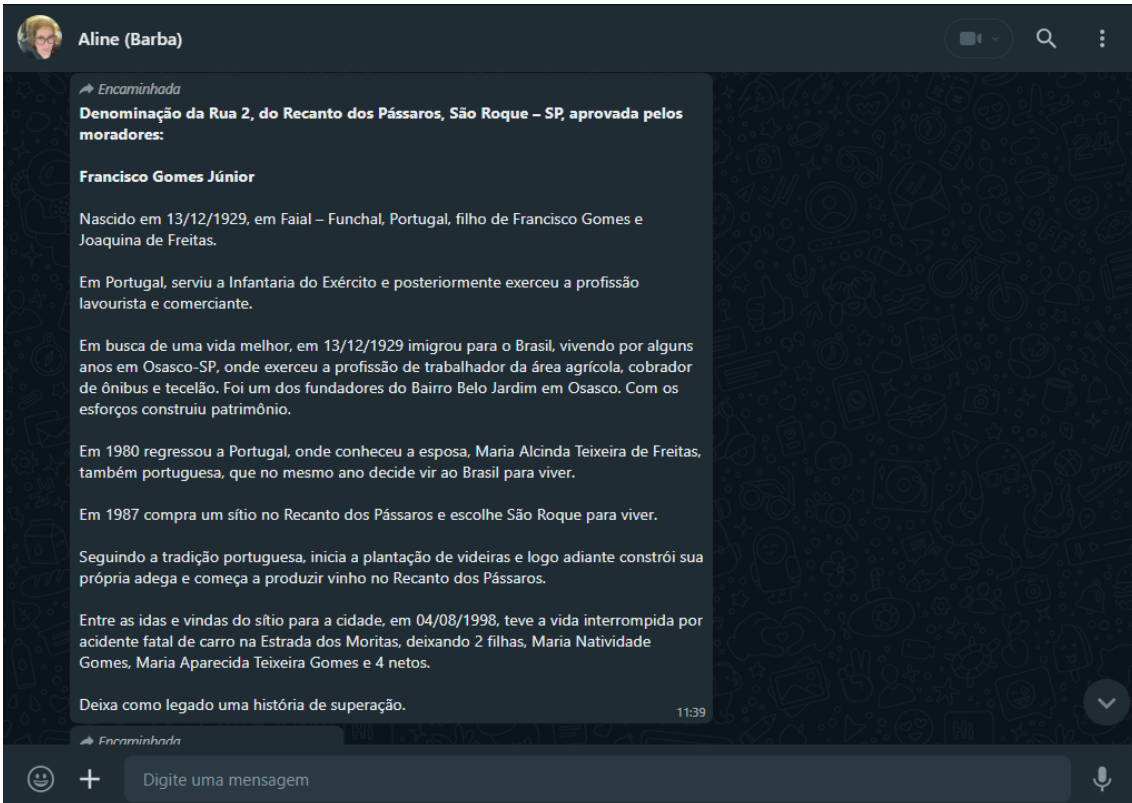 Aline (Barba)
Encaminhada
Denominação da Rua 2, do Recanto dos Pássaros, São Roque – SP, aprovada pelos
moradores:
Francisco Gomes Júnior
Nascido em 13/12/1929, em Faial – Funchal, Portugal, filho de Francisco Gomes e
Joaquina de Freitas.
Em Portugal, serviu a Infantaria do Exército e posteriormente exerceu a profissão
lavourista e comerciante.
Em busca de uma vida melhor, em 13/12/1929 imigrou para o Brasil, vivendo por alguns
anos em Osasco-SP, onde exerceu a profissão de trabalhador da área agrícola, cobrador
de ônibus e tecelão. Foi um dos fundadores do Bairro Belo Jardim em Osasco. Com os
esforços construiu patrimônio.
Em 1980 regressou a Portugal, onde conheceu a esposa, Maria Alcinda Teixeira de Freitas,
também portuguesa, que no mesmo ano decide vir ao Brasil para viver.
Em 1987 compra um sítio no Recanto dos Pássaros e escolhe São Roque para viver.
Seguindo a tradição portuguesa, inicia a plantação de videiras e logo adiante constrói sua
própria adega e começa a produzir vinho no Recanto dos Pássaros.
Entre as idas e vindas do sítio para a cidade, em 04/08/1998, teve a vida interrompida por
acidente fatal de carro na Estrada dos Moritas, deixando 2 filhas, Maria Natividade
Gomes, Maria Aparecida Teixeira Gomes e 4 netos.
Deixa como legado uma história de superação.
11:39
Encaminhada
Digite uma mensagem